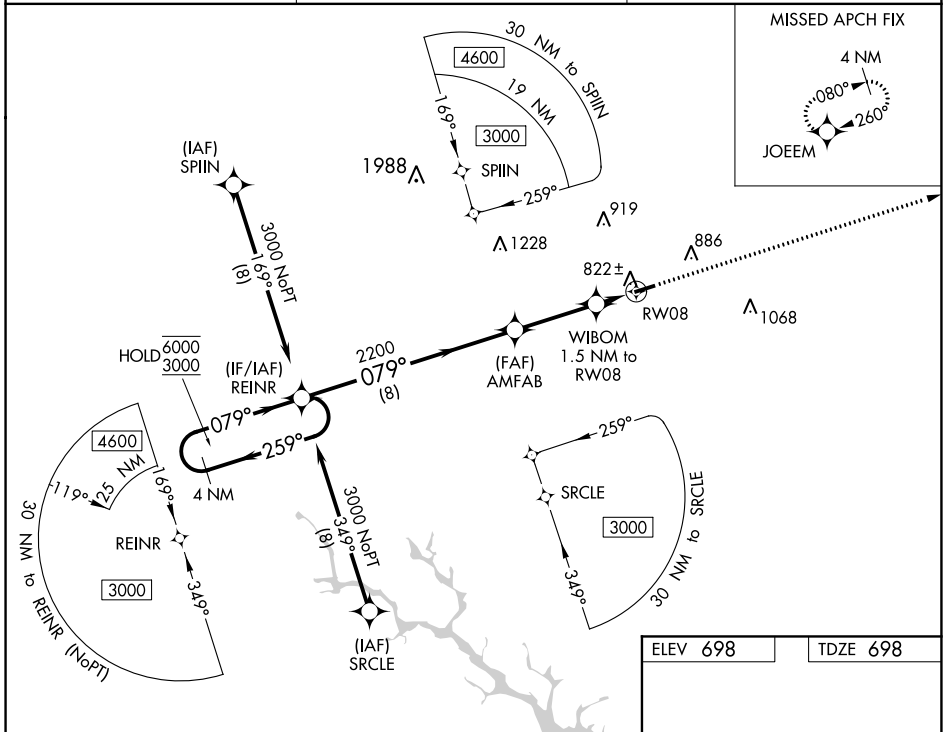 MISSED APCH FIX
4 NM
080°
260°
JOEEM
30 NM to SPIIN
4600
19 NM
169°
3000
SPIIN
259°
1988
(IAF)
SPIIN
3000 NoPT
169°
(8)
919
1228
886
822±
RW08
1068
WIBOM
1.5 NM to
RW08
(FAF)
AMFAB
HOLD 6000
3000
(IF/IAF)
REINR
2200
079°
(8)
079°
259°
4 NM
4600
119°
25 NM
169°
REINR
3000
349°
30 NM to REINR (NoPT)
3000 NoPT
349°
(8)
(IAF)
SRCLE
259°
SRCLE
3000
349°
30 NM to SRCLE
ELEV 698
TDZE 698